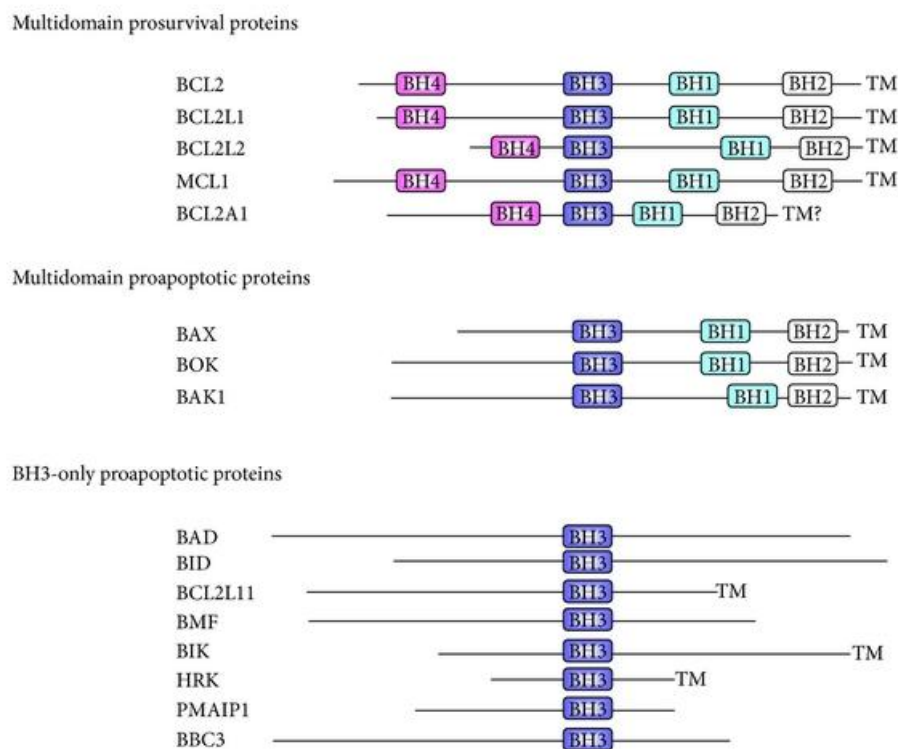 Multidomain prosurvival proteins
BCL2 BH4 BH3 BH1 BH2 TM
BCL2L1 BH4 BH3 BH1 BH2 TM
BCL2L2 BH4 BH3 BH1 BH2 TM
MCL1 BH4 BH3 BH1 BH2 TM
BCL2A1 BH4 BH3 BH1 BH2 TM?
Multidomain proapoptotic proteins
BAX BH3 BH1 BH2 TM
BOK BH3 BH1 BH2 TM
BAK1 BH3 BH1 BH2 TM
BH3-only proapoptotic proteins
BAD BH3
BID BH3
BCL2L11 BH3 TM
BMF BH3
BIK BH3 TM
HRK BH3 TM
PMAIP1 BH3
BBC3 BH3